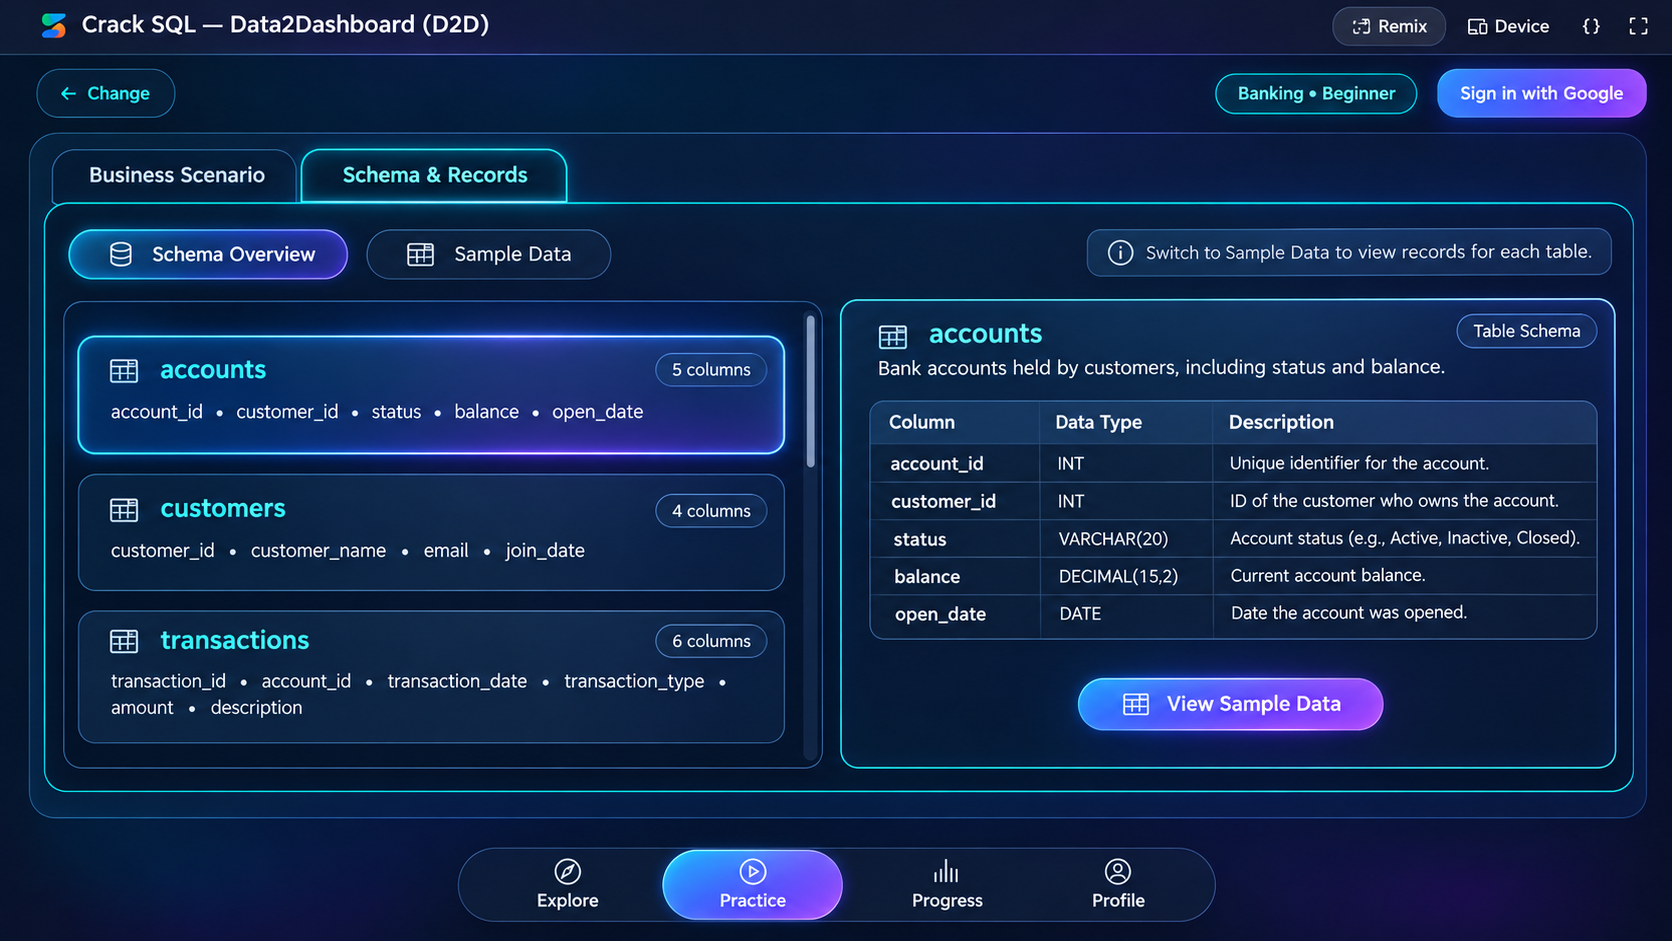 Crack SQL — Data2Dashboard (D2D)
Remix
Device
{}
← Change
Banking • Beginner
Sign in with Google
Business Scenario
Schema & Records
Schema Overview
Sample Data
Switch to Sample Data to view records for each table.
accounts
5 columns
account_id • customer_id • status • balance • open_date
customers
4 columns
customer_id • customer_name • email • join_date
transactions
6 columns
transaction_id • account_id • transaction_date • transaction_type •
amount • description
accounts
Table Schema
Bank accounts held by customers, including status and balance.
Column Data Type Description
account_id INT Unique identifier for the account.
customer_id INT ID of the customer who owns the account.
status VARCHAR(20) Account status (e.g., Active, Inactive, Closed).
balance DECIMAL(15,2) Current account balance.
open_date DATE Date the account was opened.
View Sample Data
Explore
Practice
Progress
Profile